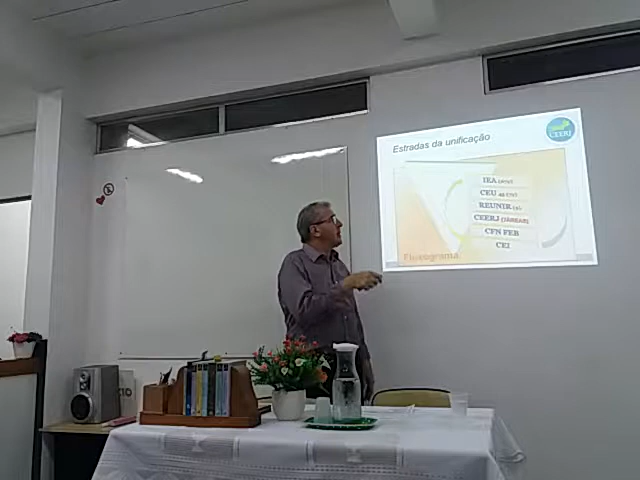 Estradas da unificação
CEERJ
IEA
CEU
REUNIR
CEERJ
CFN FEB
CEI
Fluxograma